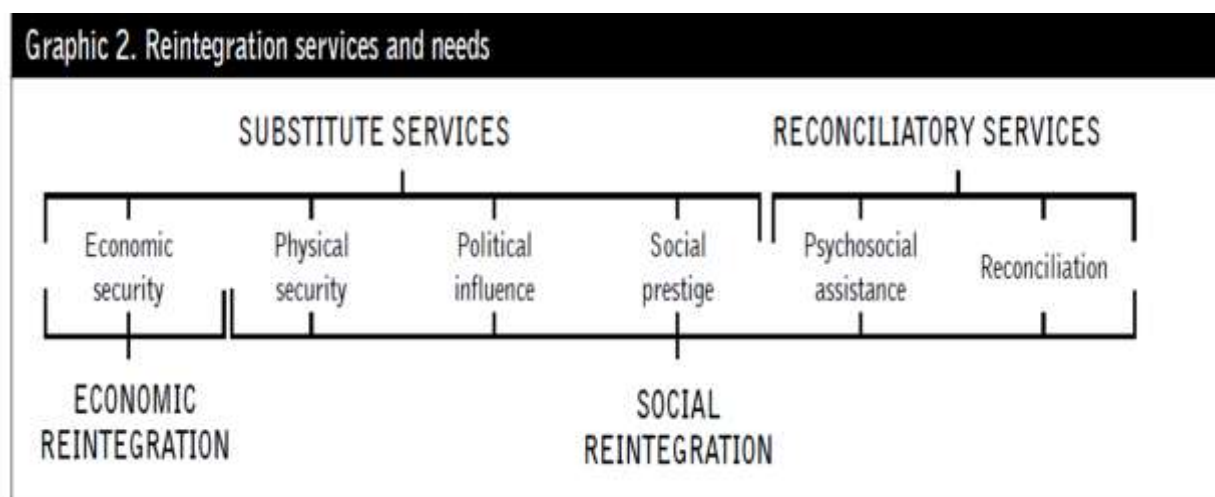 Graphic 2. Reintegration services and needs
SUBSTITUTE SERVICES
RECONCILIATORY SERVICES
Economic
security
Physical
security
Political
influence
Social
prestige
Psychosocial
assistance
Reconciliation
ECONOMIC
REINTEGRATION
SOCIAL
REINTEGRATION